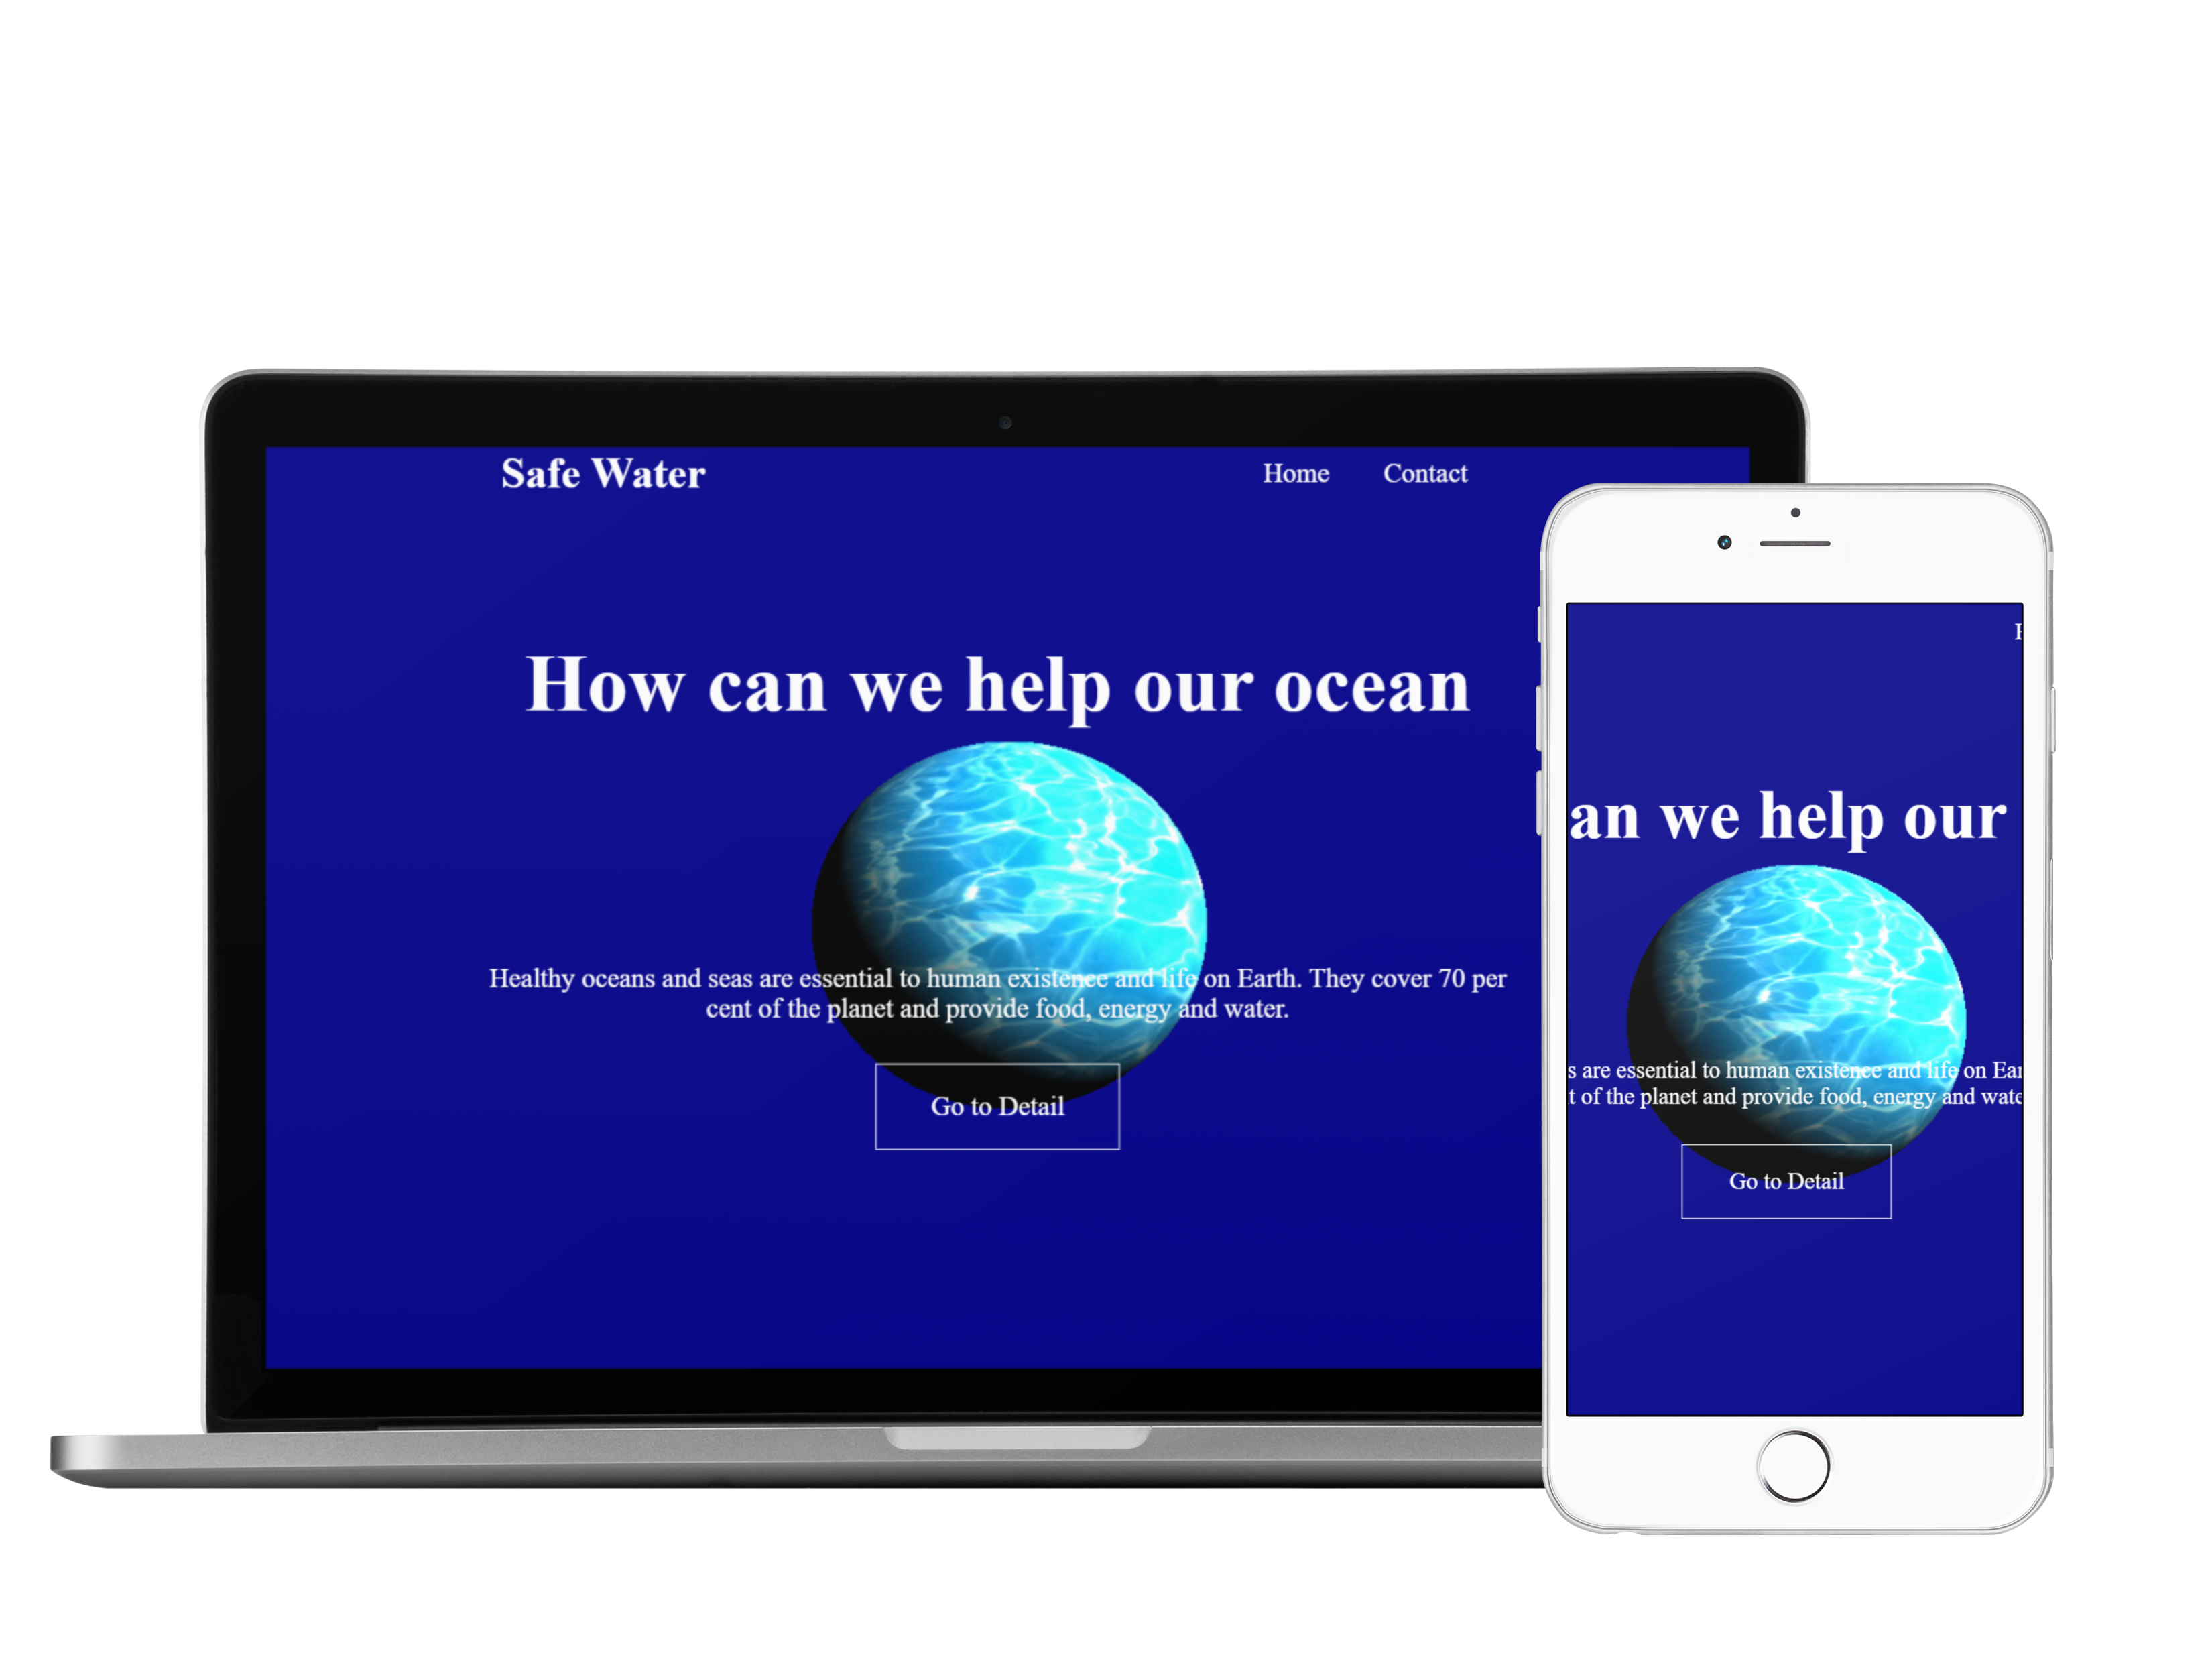 Safe Water
Home Contact
How can we help our ocean
Healthy oceans and seas are essential to human existence and life on Earth. They cover 70 per
cent of the planet and provide food, energy and water.
Go to Detail
an we help our
s are essential to human existence and life on Ear
t of the planet and provide food, energy and wate
Go to Detail